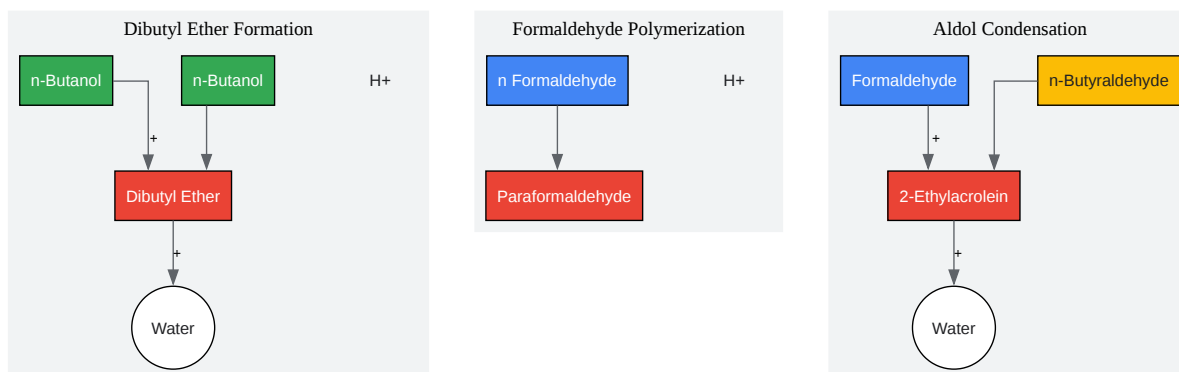 Dibutyl Ether Formation
n-Butanol
n-Butanol
H+
+
Dibutyl Ether
+
Water
Formaldehyde Polymerization
n Formaldehyde
H+
Paraformaldehyde
Aldol Condensation
Formaldehyde
n-Butyraldehyde
+
2-Ethylacrolein
+
Water